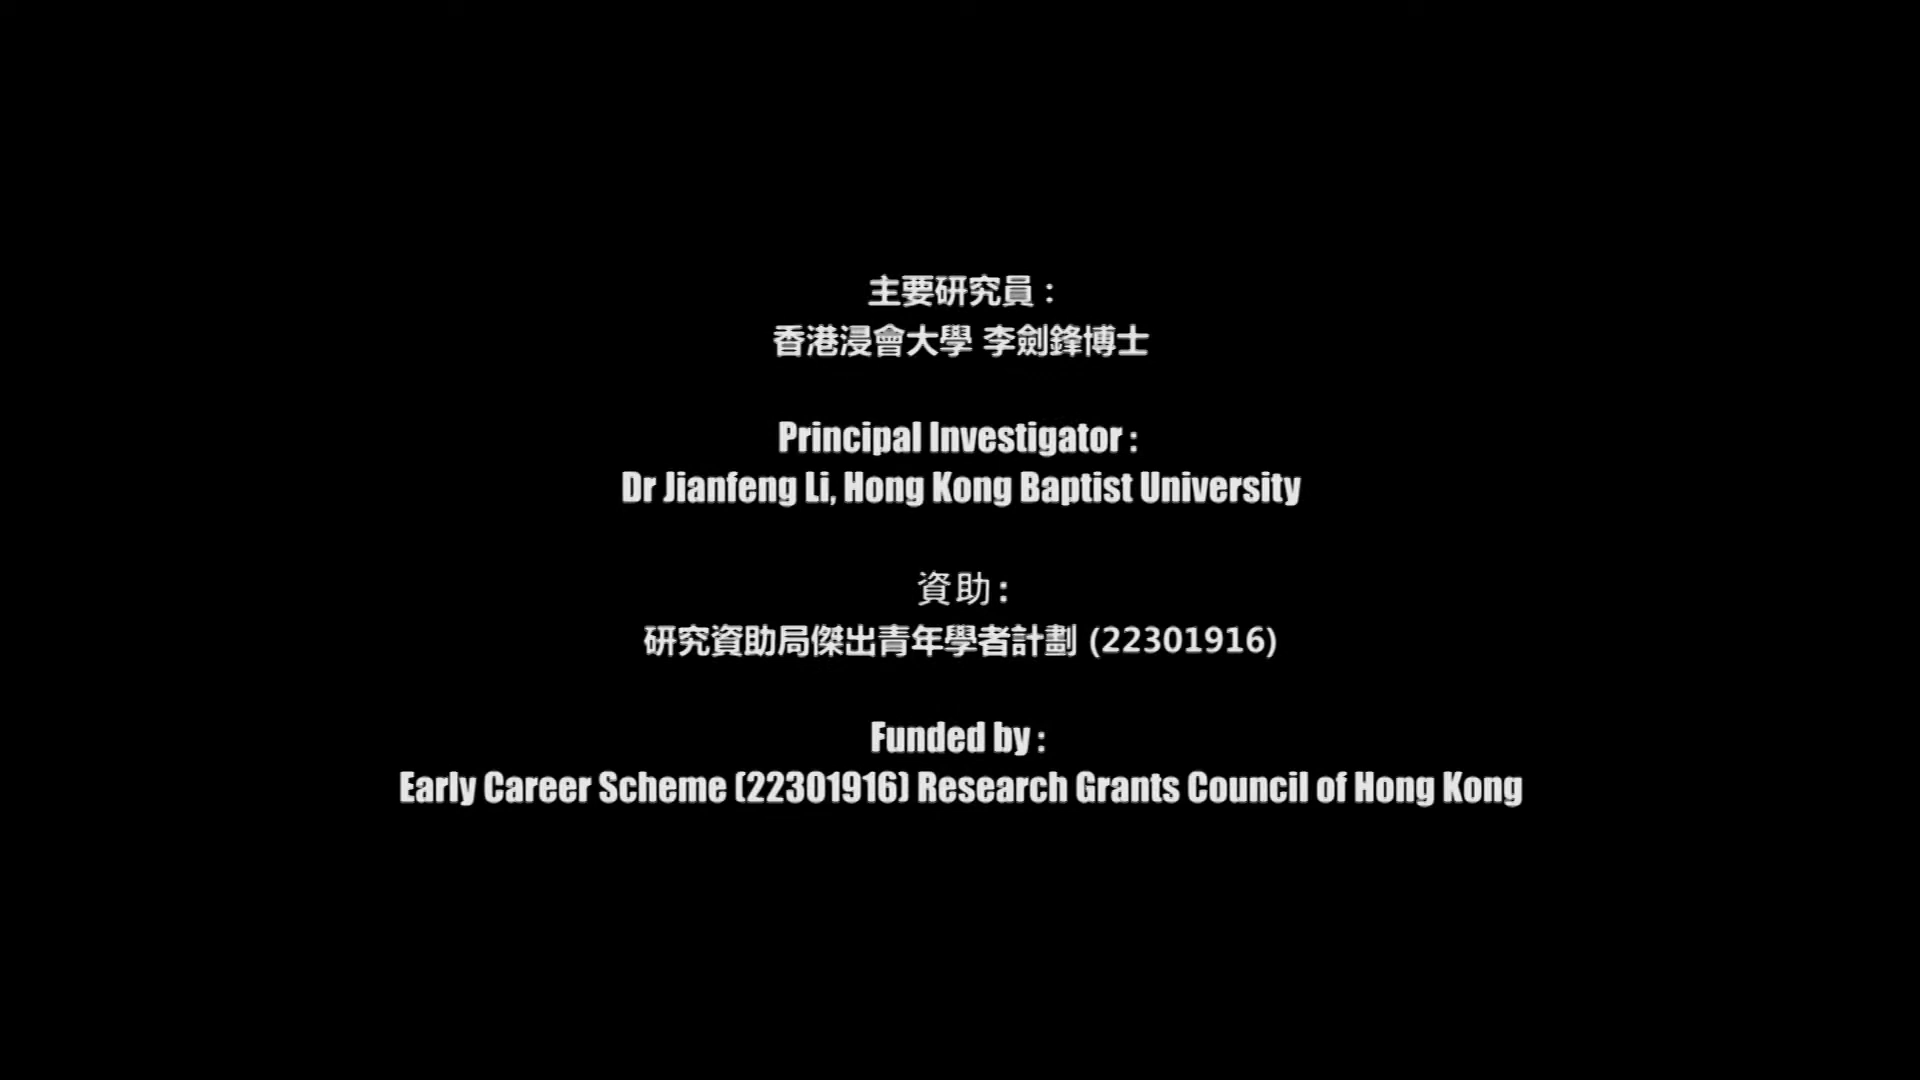 主要研究員 :
香港浸會大學 李劍鋒博士
Principal Investigator :
Dr Jianfeng Li, Hong Kong Baptist University
資助 :
研究資助局傑出青年學者計劃 (22301916)
Funded by :
Early Career Scheme (22301916) Research Grants Council of Hong Kong